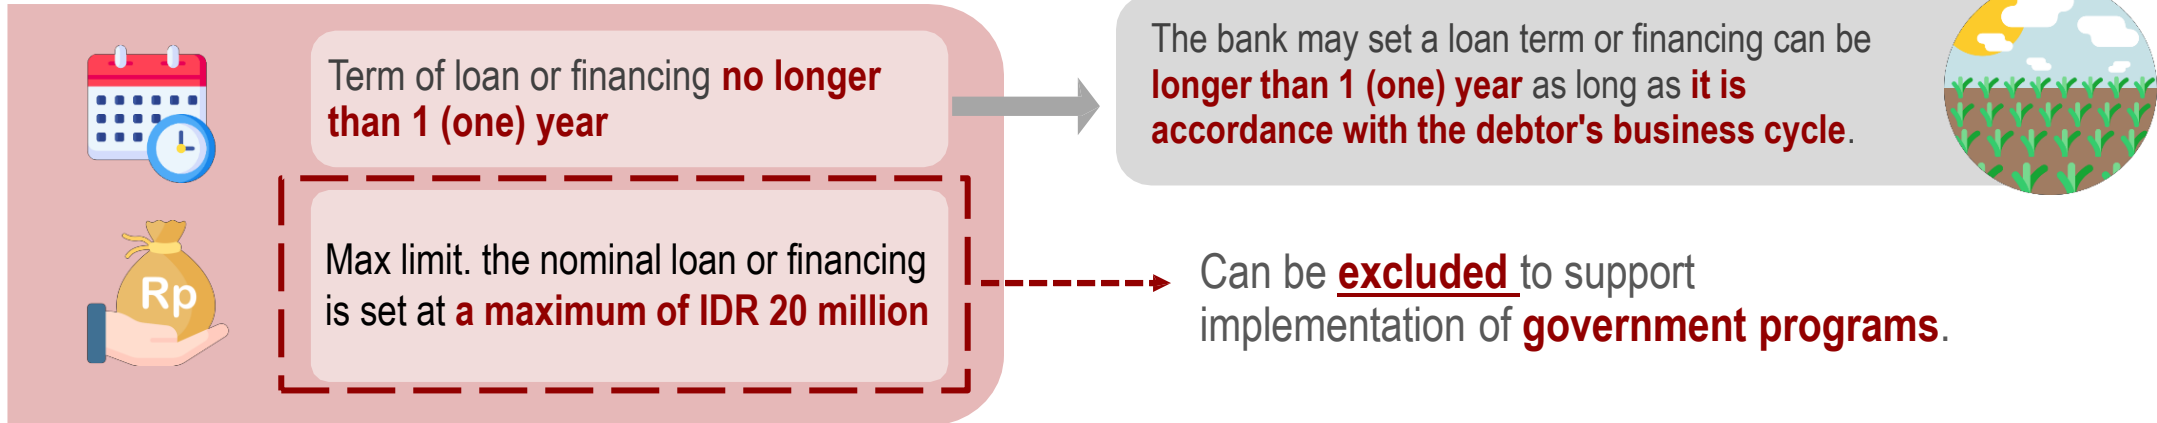 Term of loan or financing no longer
than 1 (one) year
The bank may set a loan term or financing can be
longer than 1 (one) year as long as it is
accordance with the debtor's business cycle.
Rp
Max limit. the nominal loan or financing
is set at a maximum of IDR 20 million
Can be excluded to support
implementation of government programs.